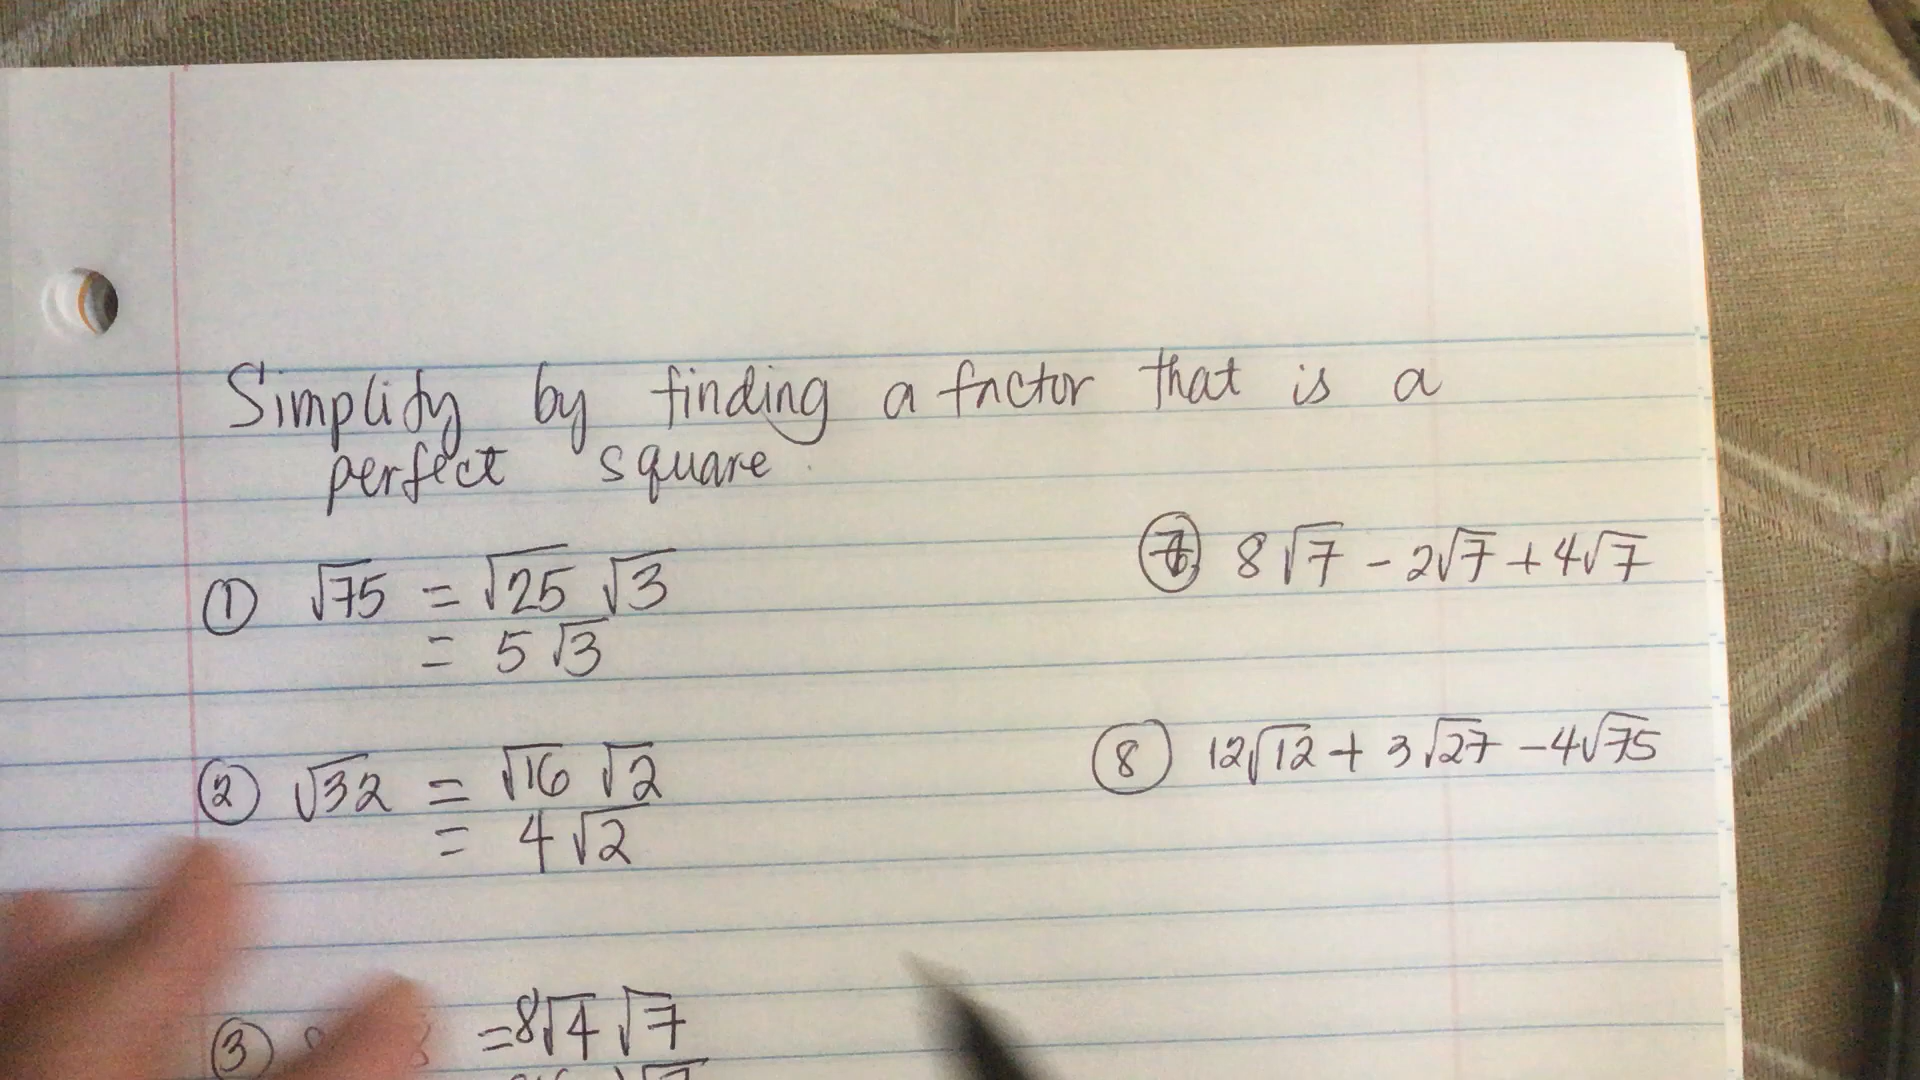 Simplify by finding a factor that is a
perfect square
① √75 = √25 √3
= 5 √3
② √32 = √16 √2
= 4 √2
③ =8√4 √7
8√7 - 2√7 + 4√7
⑧ 12√12 + 3√27 - 4√75